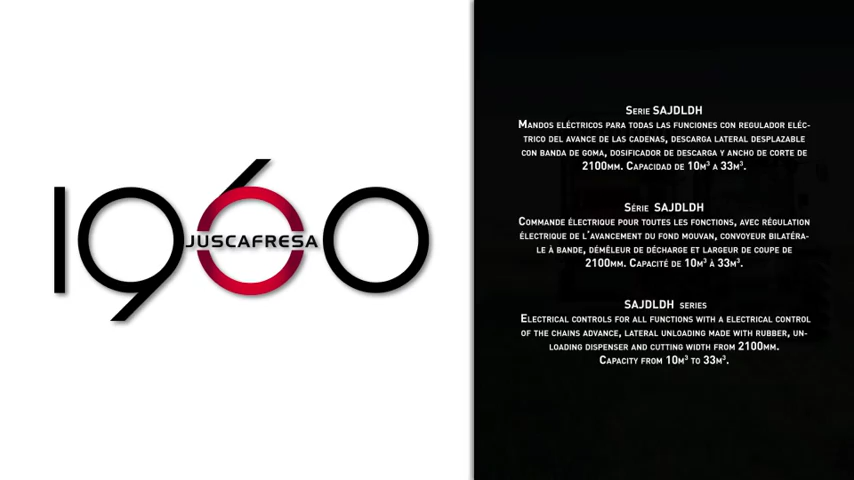 1960
JUSCAFRESA
Serie SAJDLDH
Mandos eléctricos para todas las funciones con regulador eléc-
trico del avance de las cadenas, descarga lateral desplazable
con banda de goma, dosificador de descarga y ancho de corte de
2100mm. Capacidad de 10m³ a 33m³.
Série SAJDLDH
Commande électrique pour toutes les fonctions, avec régulation
électrique de l'avancement du fond mouvan, convoyeur bilatéra-
le à bande, démêleur de décharge et largeur de coupe de
2100mm. Capacité de 10m³ à 33m³.
SAJDLDH series
Electrical controls for all functions with a electrical control
of the chains advance, lateral unloading made with rubber, un-
loading dispenser and cutting width from 2100mm.
Capacity from 10m³ to 33m³.